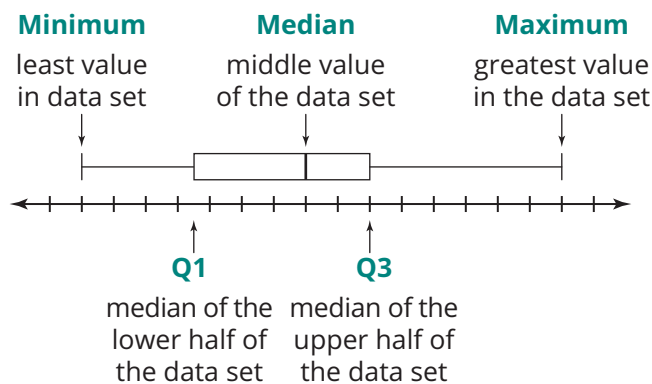 Minimum
least value
in data set
Median
middle value
of the data set
Maximum
greatest value
in the data set
Q1
median of the
lower half of
the data set
Q3
median of the
upper half of
the data set